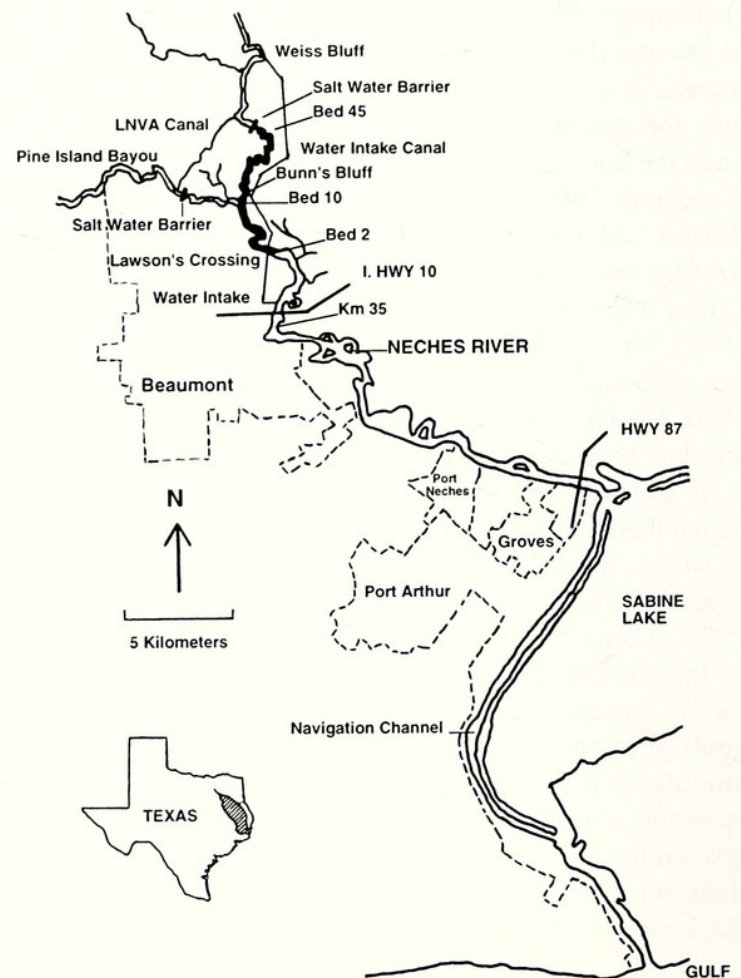 Weiss Bluff
Salt Water Barrier
Bed 45
LNVA Canal
Water Intake Canal
Pine Island Bayou
Bunn's Bluff
Bed 10
Salt Water Barrier
Bed 2
Lawson's Crossing
I. HWY 10
Water Intake
Km 35
NECHES RIVER
Beaumont
HWY 87
Port
Neches
N
Groves
Port Arthur
SABINE
LAKE
5 Kilometers
Navigation Channel
TEXAS
GULF